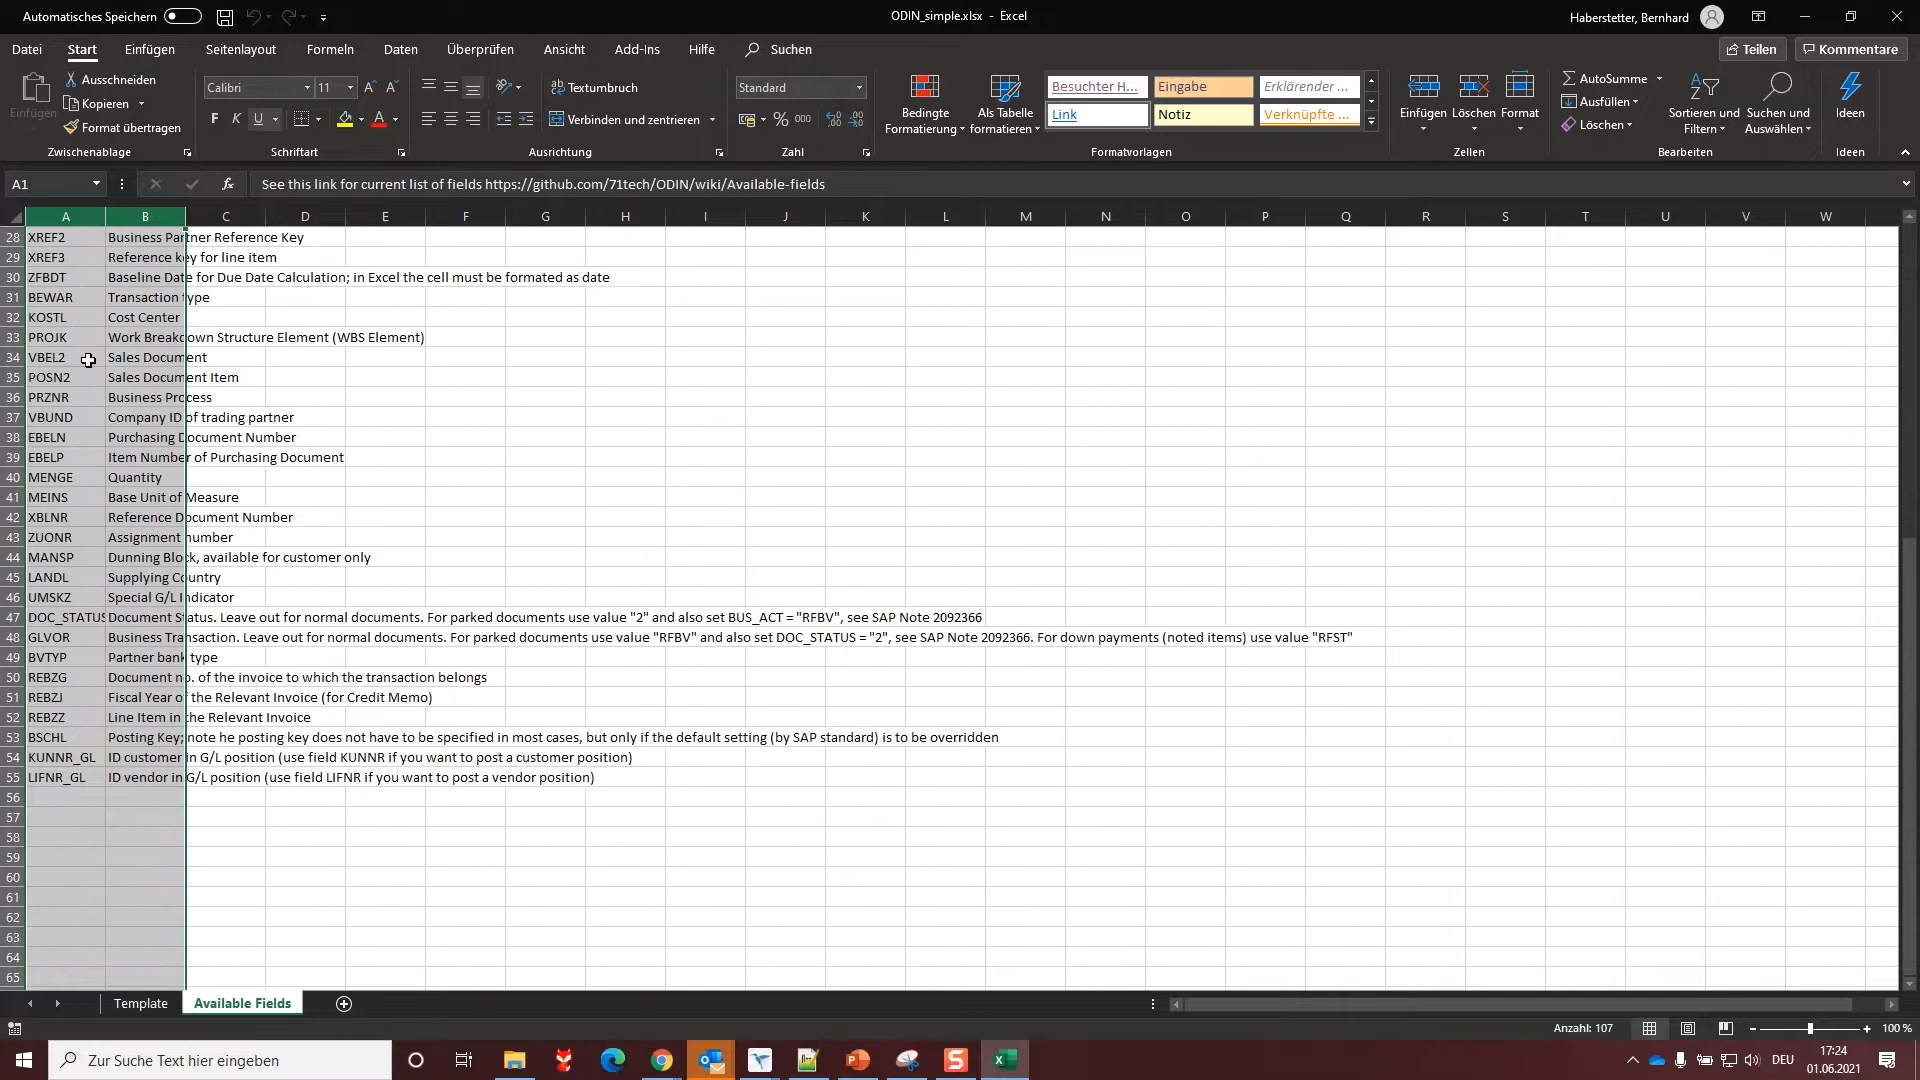 Automatisches Speichern
ODIN_simple.xlsx - Excel
Haberstetter, Bernhard
Datei Start Einfügen Seitenlayout Formeln Daten Überprüfen Ansicht Add-Ins Hilfe Suchen
Teilen Kommentare
Einfügen
Ausschneiden
Kopieren
Format übertragen
Zwischenablage
Calibri 11
F K U
Schriftart
Textumbruch
Verbinden und zentrieren
Ausrichtung
Standard
% 000
Zahl
Bedingte Formatierung
Als Tabelle formatieren
Besuchter H... Eingabe Erklärender ...
Link Notiz Verknüpfte ...
Formatvorlagen
Einfügen Löschen Format
Zellen
AutoSumme
Ausfüllen
Löschen
Sortieren und Filtern
Suchen und Auswählen
Bearbeiten
Ideen
Ideen
A1 fx See this link for current list of fields https://github.com/71tech/ODIN/wiki/Available-fields
A B C D E F G H I J K L M N O P Q R S T U V W
28 XREF2 Business Partner Reference Key
29 XREF3 Reference key for line item
30 ZFBDT Baseline Date for Due Date Calculation; in Excel the cell must be formated as date
31 BEWAR Transaction type
32 KOSTL Cost Center
33 PROJK Work Breakdown Structure Element (WBS Element)
34 VBEL2 Sales Document
35 POSN2 Sales Document Item
36 PRZNR Business Process
37 VBUND Company ID of trading partner
38 EBELN Purchasing Document Number
39 EBELP Item Number of Purchasing Document
40 MENGE Quantity
41 MEINS Base Unit of Measure
42 XBLNR Reference Document Number
43 ZUONR Assignment number
44 MANSP Dunning Block, available for customer only
45 LANDL Supplying Country
46 UMSKZ Special G/L Indicator
47 DOC_STATUS Document Status. Leave out for normal documents. For parked documents use value "2" and also set BUS_ACT = "RFBV", see SAP Note 2092366
48 GLVOR Business Transaction. Leave out for normal documents. For parked documents use value "RFBV" and also set DOC_STATUS = "2", see SAP Note 2092366. For down payments (noted items) use value "RFST"
49 BVTYP Partner bank type
50 REBZG Document no. of the invoice to which the transaction belongs
51 REBZJ Fiscal Year of the Relevant Invoice (for Credit Memo)
52 REBZZ Line Item in the Relevant Invoice
53 BSCHL Posting Key; note he posting key does not have to be specified in most cases, but only if the default setting (by SAP standard) is to be overridden
54 KUNNR_GL ID customer in G/L position (use field KUNNR if you want to post a customer position)
55 LIFNR_GL ID vendor in G/L position (use field LIFNR if you want to post a vendor position)
56
57
58
59
60
61
62
63
64
65
Template Available Fields
Anzahl: 107
100 %
Zur Suche Text hier eingeben
DEU
17:24
01.06.2021